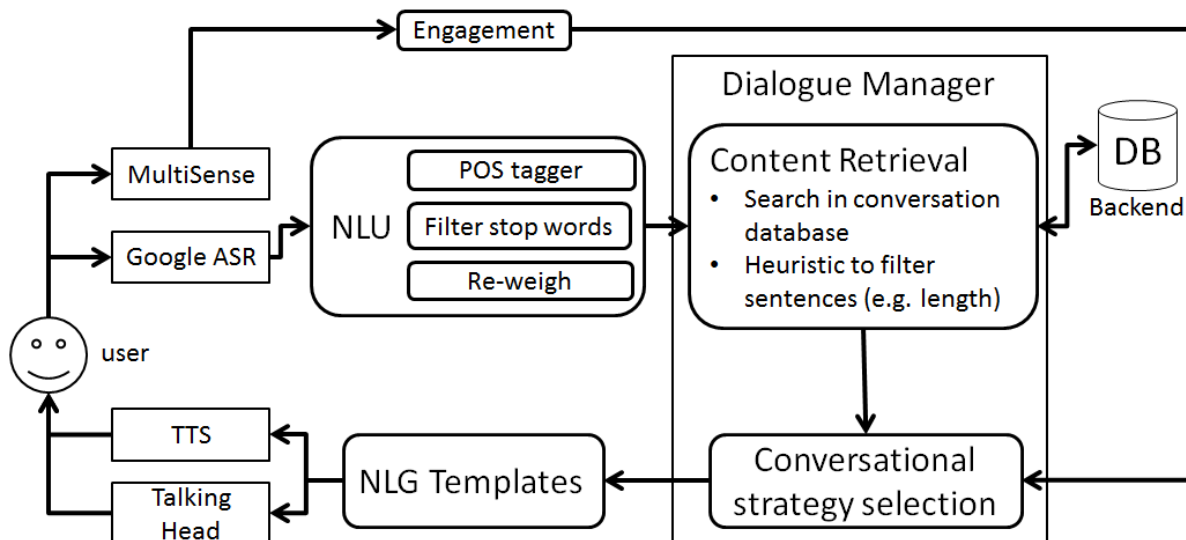 Engagement
Dialogue Manager
MultiSense
Google ASR
NLU
POS tagger
Filter stop words
Re-weigh
Content Retrieval
• Search in conversation
database
• Heuristic to filter
sentences (e.g. length)
DB
Backend
user
TTS
Talking
Head
NLG Templates
Conversational
strategy selection